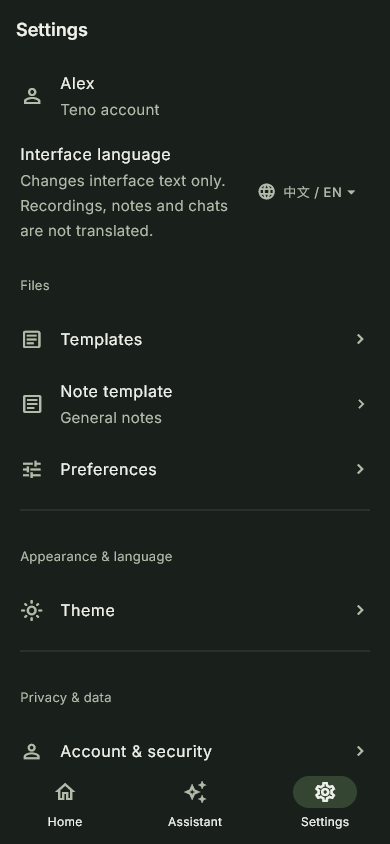 Settings
Alex
Teno account
Interface language
Changes interface text only.
Recordings, notes and chats
are not translated.
中文 / EN
Files
Templates
Note template
General notes
Preferences
Appearance & language
Theme
Privacy & data
Account & security
Home
Assistant
Settings